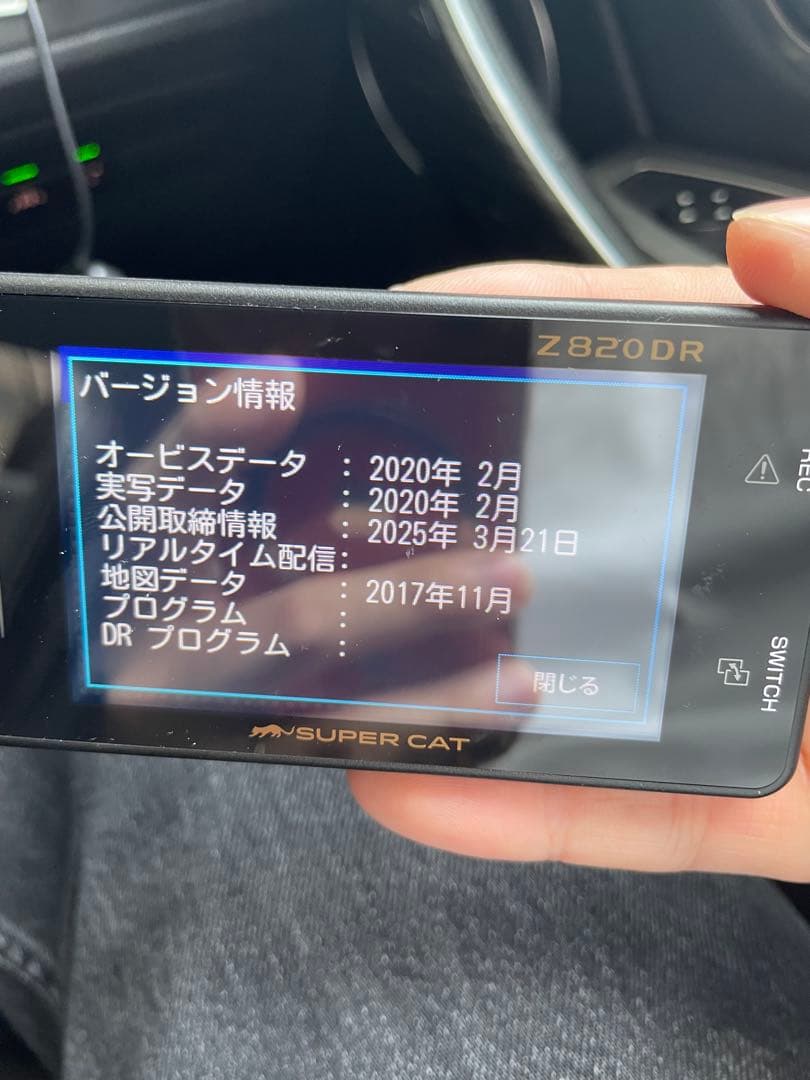 Z820DR
バージョン情報
オービスデータ : 2020年 2月
実写データ : 2020年 2月
公開取締情報 : 2025年 3月21日
リアルタイム配信:
地図データ : 2017年11月
プログラム :
DR プログラム :
閉じる
SUPER CAT
REC
SWITCH